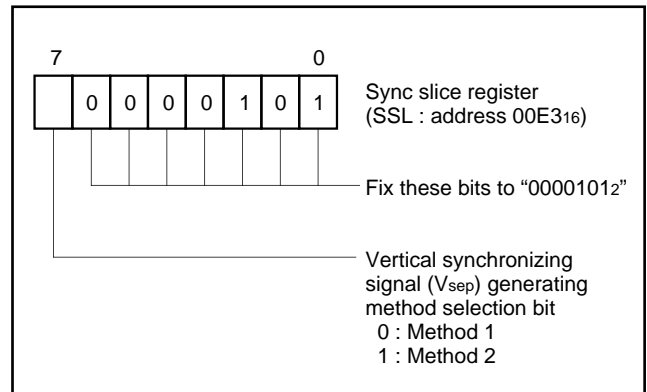 7 0
0 0 0 0 1 0 1
Sync slice register
(SSL : address 00E316)
Fix these bits to “00001012”
Vertical synchronizing
signal (Vsep) generating
method selection bit
0 : Method 1
1 : Method 2